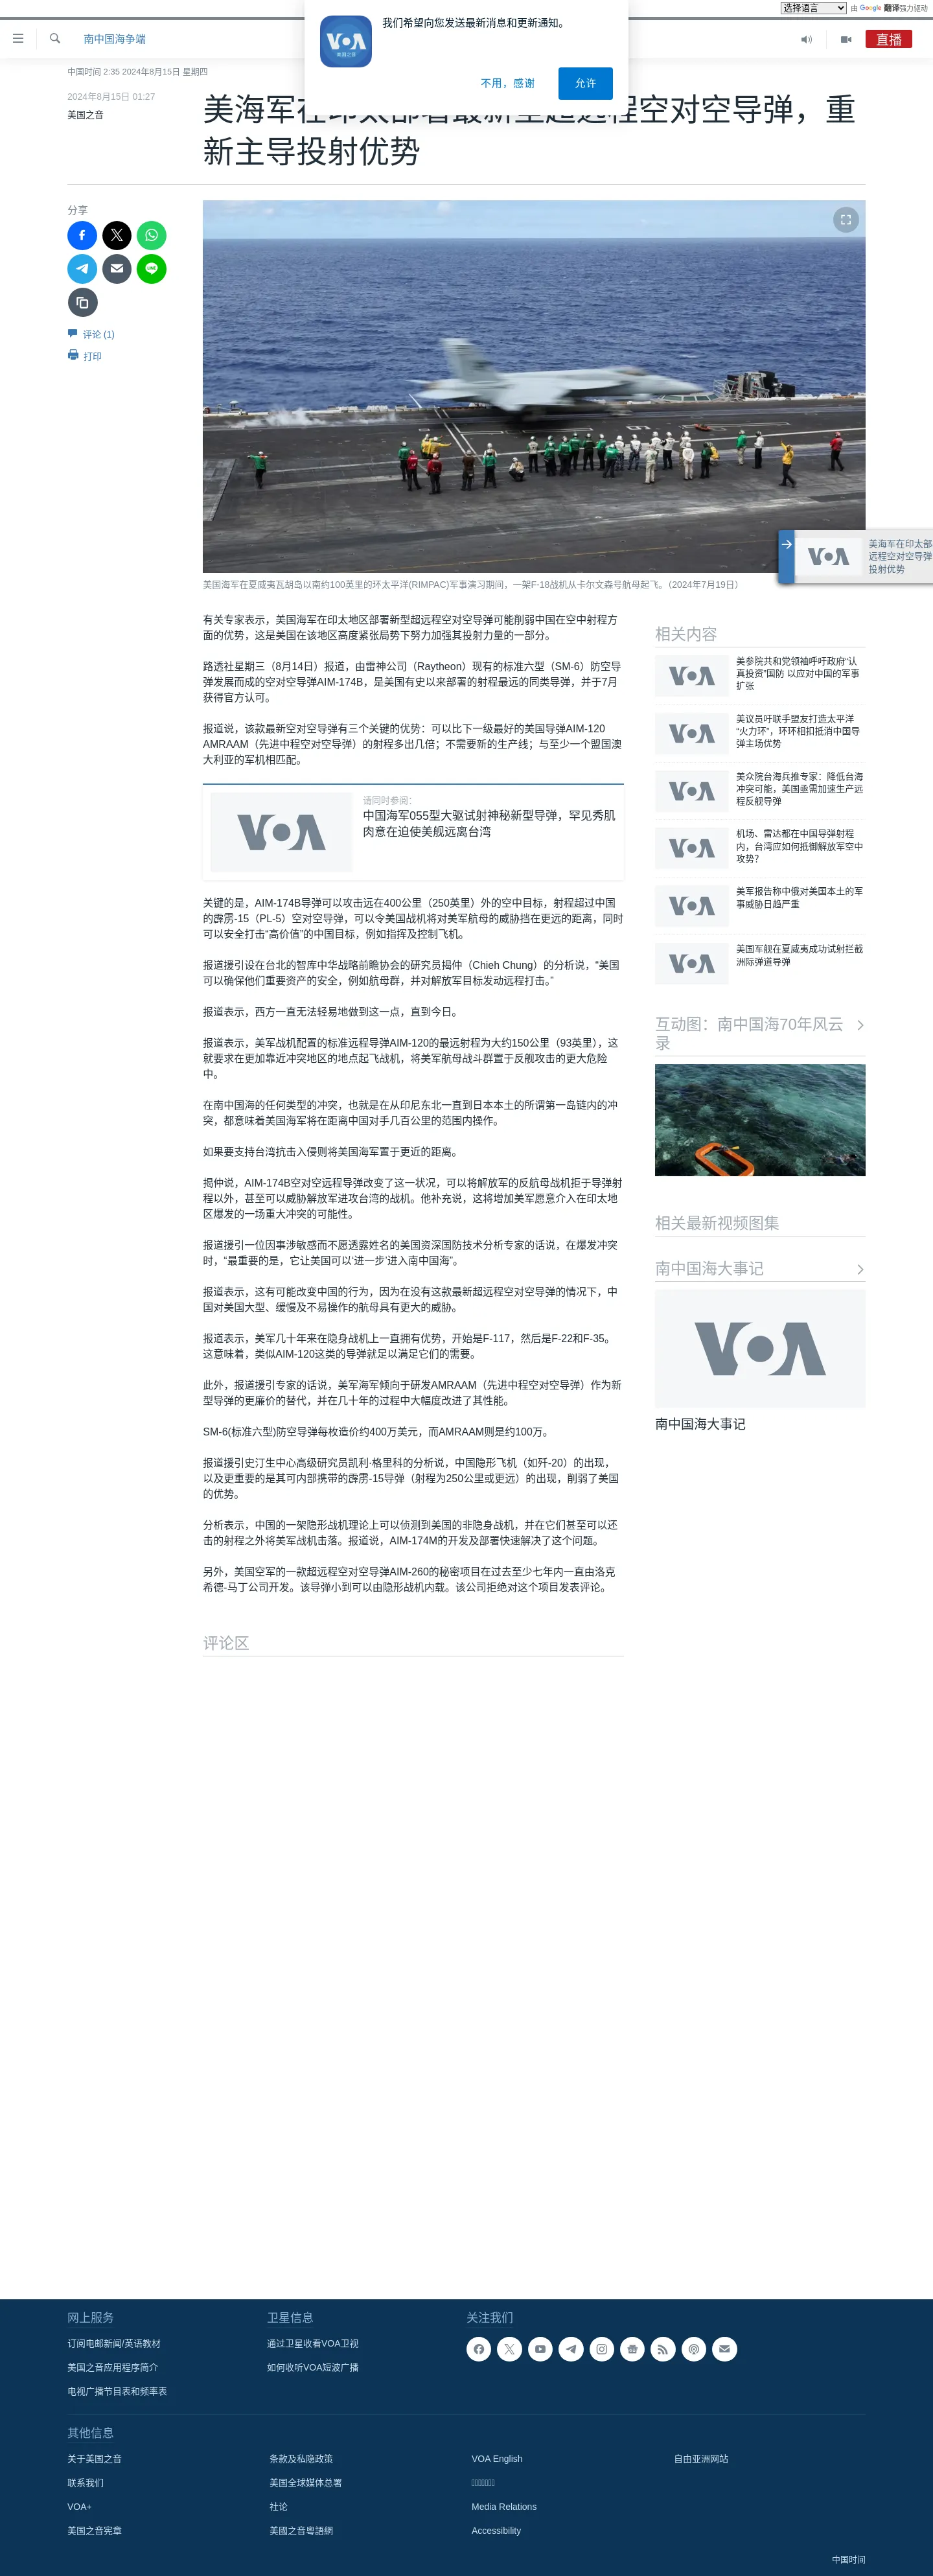 选择语言 由 Google 翻译强力驱动
我们希望向您发送最新消息和更新通知。
不用，感谢 允许
VOA
美国之音
南中国海争端
直播
中国时间 2:35 2024年8月15日 星期四
2024年8月15日 01:27
美国之音
美海军在印太部署最新型超远程空对空导弹，重
新主导投射优势
分享
评论 (1)
打印
美国海军在夏威夷瓦胡岛以南约100英里的环太平洋(RIMPAC)军事演习期间，一架F-18战机从卡尔文森号航母起飞。(2024年7月19日)
VOA
美海军在印太部
远程空对空导弹
投射优势
有关专家表示，美国海军在印太地区部署新型超远程空对空导弹可能削弱中国在空中射程方
面的优势，这是美国在该地区高度紧张局势下努力加强其投射力量的一部分。
路透社星期三（8月14日）报道，由雷神公司（Raytheon）现有的标准六型（SM-6）防空导
弹发展而成的空对空导弹AIM-174B，是美国有史以来部署的射程最远的同类导弹，并于7月
获得官方认可。
报道说，该款最新空对空导弹有三个关键的优势：可以比下一级最好的美国导弹AIM-120
AMRAAM（先进中程空对空导弹）的射程多出几倍；不需要新的生产线；与至少一个盟国澳
大利亚的军机相匹配。
VOA
请同时参阅：
中国海军055型大驱试射神秘新型导弹，罕见秀肌
肉意在迫使美舰远离台湾
关键的是，AIM-174B导弹可以攻击远在400公里（250英里）外的空中目标，射程超过中国
的霹雳-15（PL-5）空对空导弹，可以令美国战机将对美军航母的威胁挡在更远的距离，同时
可以安全打击“高价值”的中国目标，例如指挥及控制飞机。
报道援引设在台北的智库中华战略前瞻协会的研究员揭仲（Chieh Chung）的分析说，“美国
可以确保他们重要资产的安全，例如航母群，并对解放军目标发动远程打击。”
报道表示，西方一直无法轻易地做到这一点，直到今日。
报道表示，美军战机配置的标准远程导弹AIM-120的最远射程为大约150公里（93英里），这
就要求在更加靠近冲突地区的地点起飞战机，将美军航母战斗群置于反舰攻击的更大危险
中。
在南中国海的任何类型的冲突，也就是在从印尼东北一直到日本本土的所谓第一岛链内的冲
突，都意味着美国海军将在距离中国对手几百公里的范围内操作。
如果要支持台湾抗击入侵则将美国海军置于更近的距离。
揭仲说，AIM-174B空对空远程导弹改变了这一状况，可以将解放军的反航母战机拒于导弹射
程以外，甚至可以威胁解放军进攻台湾的战机。他补充说，这将增加美军愿意介入在印太地
区爆发的一场重大冲突的可能性。
报道援引一位因事涉敏感而不愿透露姓名的美国资深国防技术分析专家的话说，在爆发冲突
时，“最重要的是，它让美国可以‘进一步’进入南中国海”。
报道表示，这有可能改变中国的行为，因为在没有这款最新超远程空对空导弹的情况下，中
国对美国大型、缓慢及不易操作的航母具有更大的威胁。
报道表示，美军几十年来在隐身战机上一直拥有优势，开始是F-117，然后是F-22和F-35。
这意味着，类似AIM-120这类的导弹就足以满足它们的需要。
此外，报道援引专家的话说，美军海军倾向于研发AMRAAM（先进中程空对空导弹）作为新
型导弹的更廉价的替代，并在几十年的过程中大幅度改进了其性能。
SM-6(标准六型)防空导弹每枚造价约400万美元，而AMRAAM则是约100万。
报道援引史汀生中心高级研究员凯利·格里科的分析说，中国隐形飞机（如歼-20）的出现，
以及更重要的是其可内部携带的霹雳-15导弹（射程为250公里或更远）的出现，削弱了美国
的优势。
分析表示，中国的一架隐形战机理论上可以侦测到美国的非隐身战机，并在它们甚至可以还
击的射程之外将美军战机击落。报道说，AIM-174M的开发及部署快速解决了这个问题。
另外，美国空军的一款超远程空对空导弹AIM-260的秘密项目在过去至少七年内一直由洛克
希德-马丁公司开发。该导弹小到可以由隐形战机内载。该公司拒绝对这个项目发表评论。
评论区
相关内容
VOA
美参院共和党领袖呼吁政府“认
真投资”国防 以应对中国的军事
扩张
VOA
美议员吁联手盟友打造太平洋
“火力环”，环环相扣抵消中国导
弹主场优势
VOA
美众院台海兵推专家：降低台海
冲突可能，美国亟需加速生产远
程反舰导弹
VOA
机场、雷达都在中国导弹射程
内，台湾应如何抵御解放军空中
攻势？
VOA
美军报告称中俄对美国本土的军
事威胁日趋严重
VOA
美国军舰在夏威夷成功试射拦截
洲际弹道导弹
互动图：南中国海70年风云
录
相关最新视频图集
南中国海大事记
VOA
南中国海大事记
网上服务
订阅电邮新闻/英语教材
美国之音应用程序简介
电视广播节目表和频率表
卫星信息
通过卫星收看VOA卫视
如何收听VOA短波广播
关注我们
其他信息
关于美国之音 条款及私隐政策 VOA English 自由亚洲网站
联系我们 美国全球媒体总署
VOA+ 社论 Media Relations
美国之音宪章 美國之音粵語網 Accessibility
中国时间